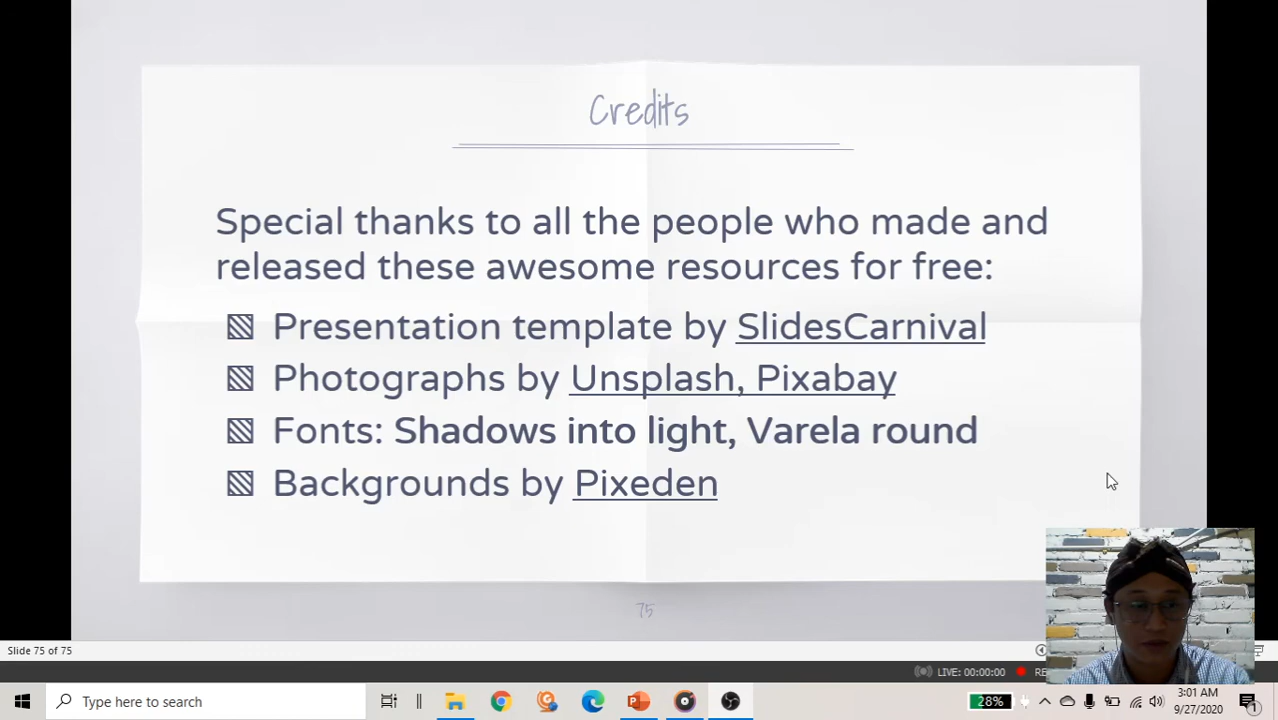 Credits
Special thanks to all the people who made and
released these awesome resources for free:
Presentation template by SlidesCarnival
Photographs by Unsplash, Pixabay
Fonts: Shadows into light, Varela round
Backgrounds by Pixeden
75
Slide 75 of 75
LIVE: 00:00:00
Type here to search
28%
3:01 AM
9/27/2020
1